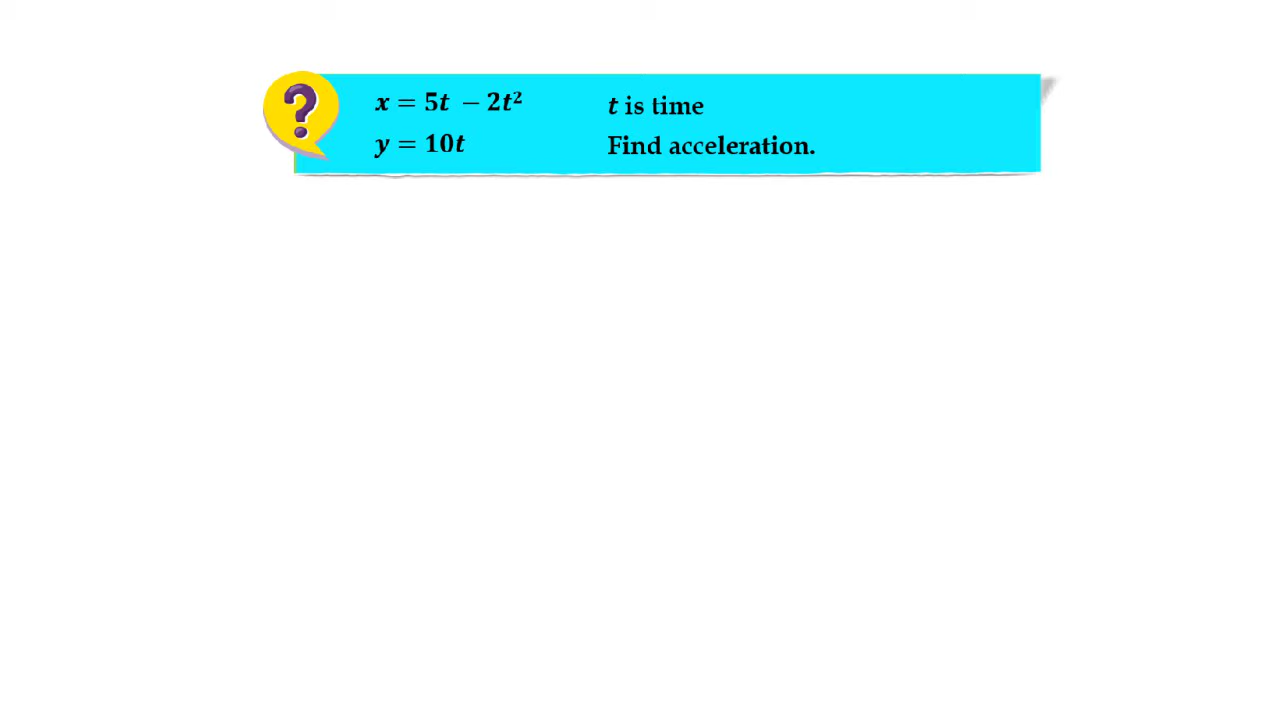 x = 5t − 2t² t is time
y = 10t Find acceleration.